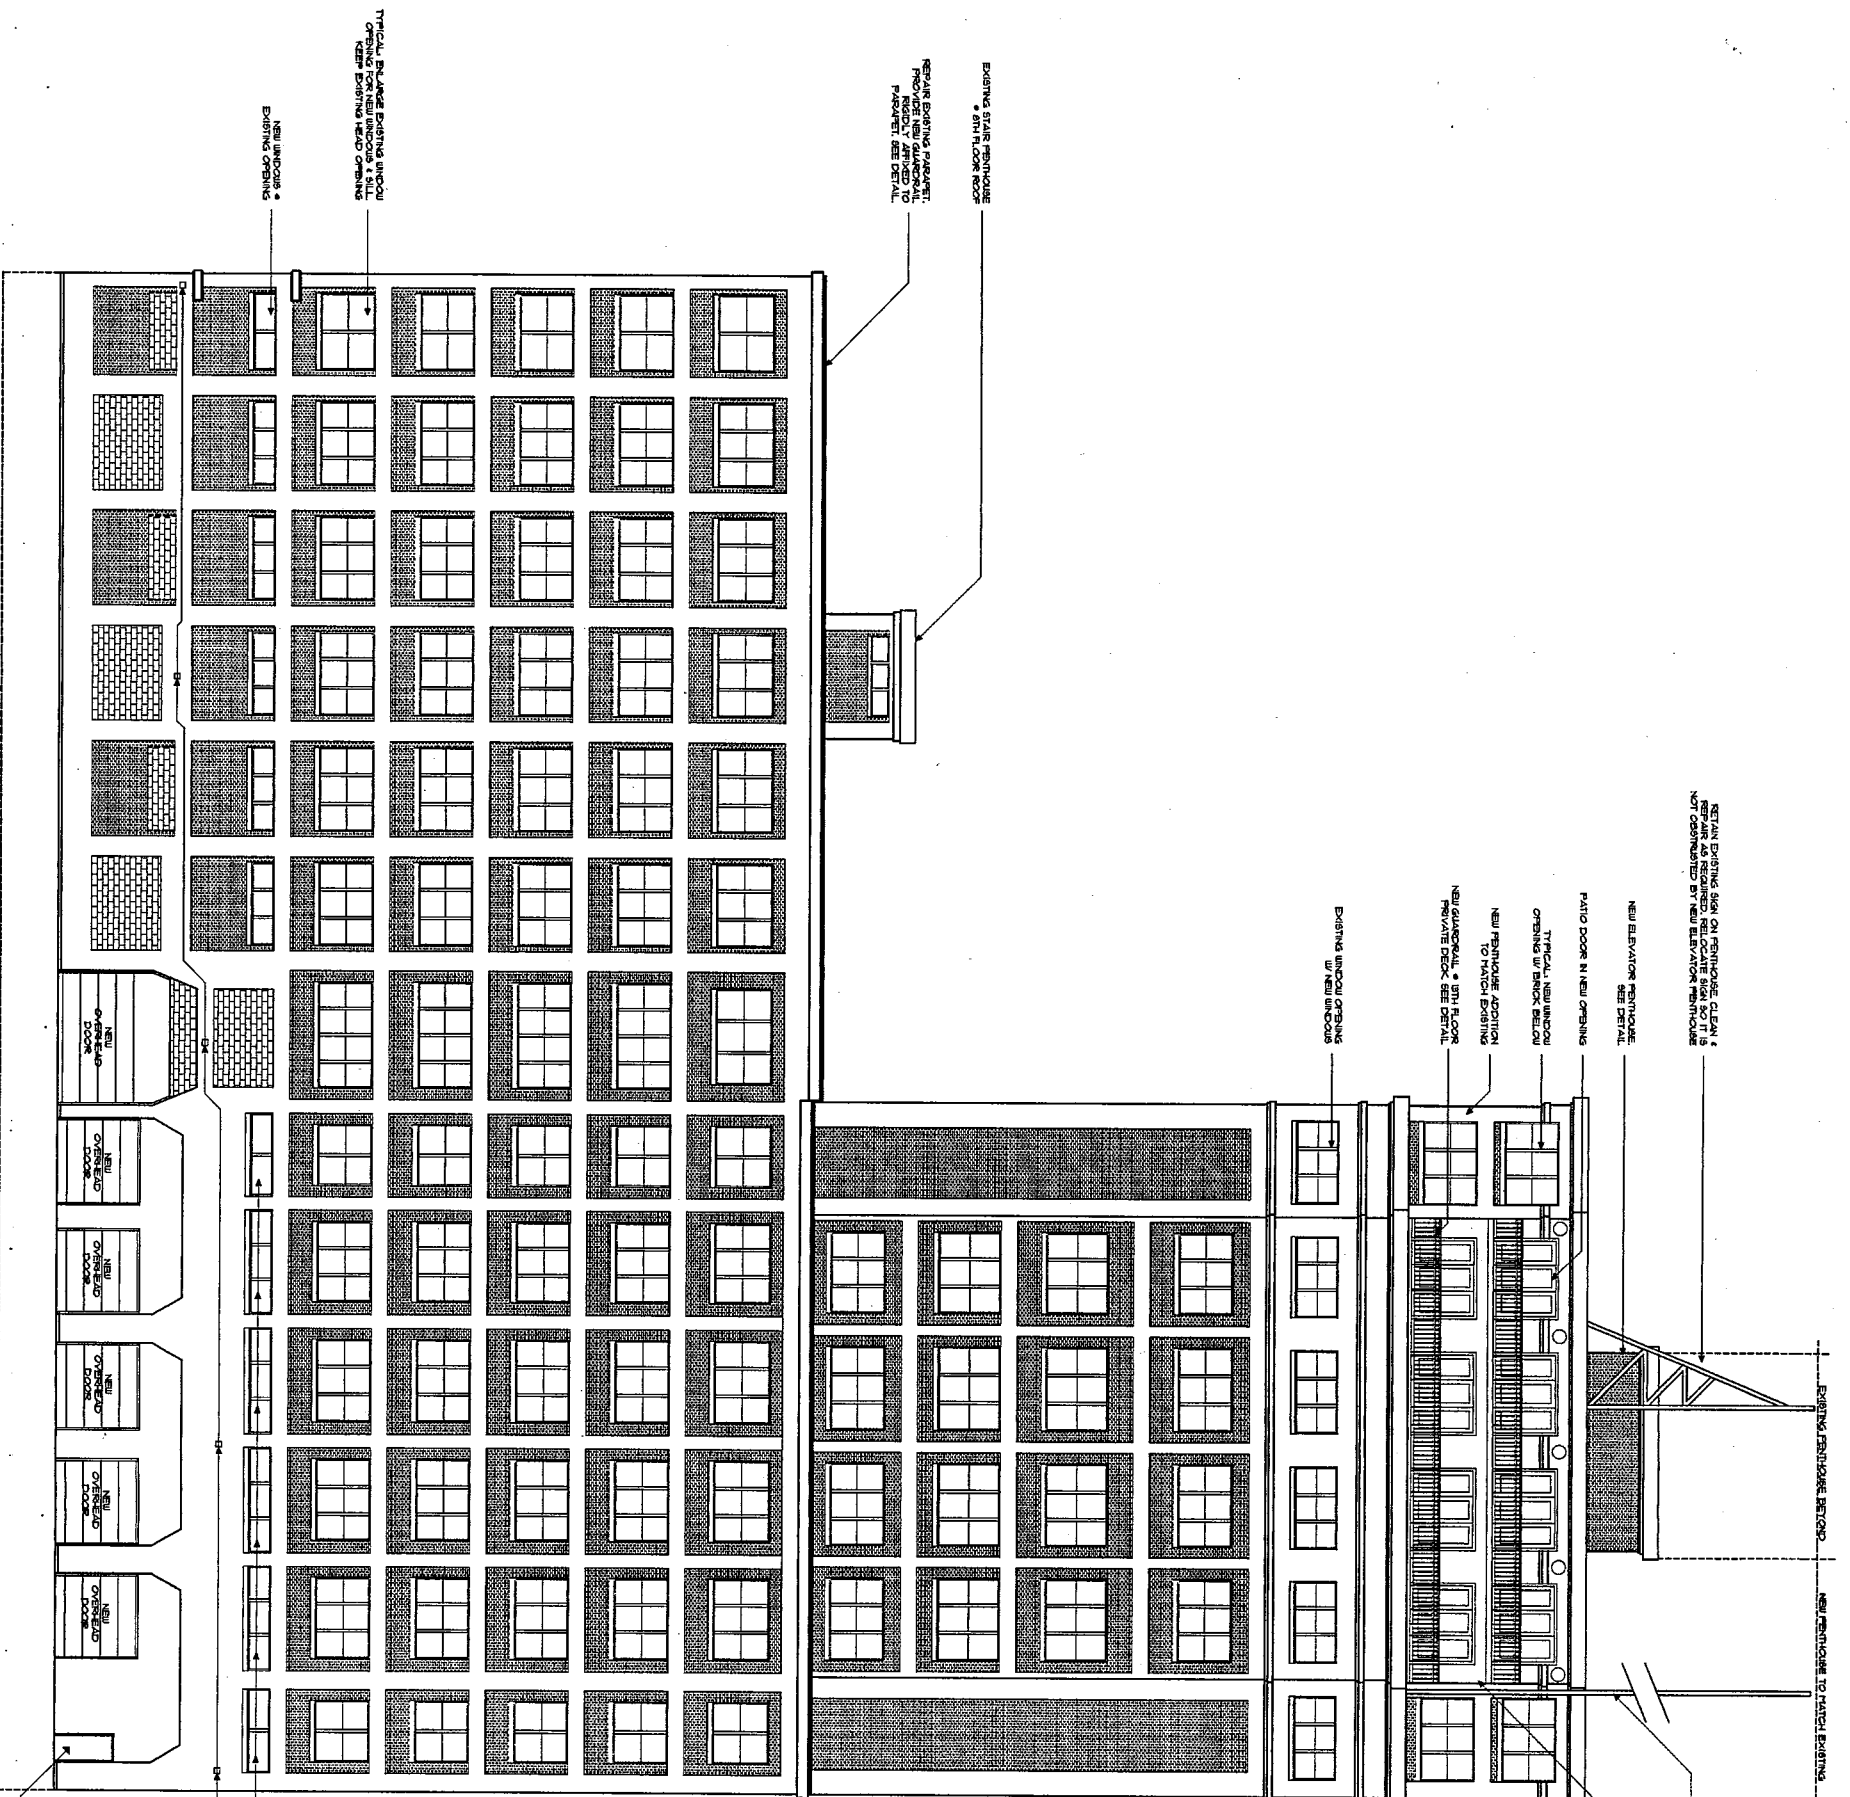 EXISTING STAIR PENTHOUSE
@ 8TH FLOOR ROOF
REPAIR EXISTING PARAPET.
PROVIDE NEW GUARDRAIL
RIGIDLY AFFIXED TO
PARAPET. SEE DETAIL.
TYPICAL: ENLARGE EXISTING WINDOW
OPENING FOR NEW WINDOWS & SILL.
KEEP EXISTING HEAD OPENING
NEW WINDOWS @
EXISTING OPENING
RETAIN EXISTING SIGN ON PENTHOUSE. CLEAN &
REPAIR AS REQUIRED. RELOCATE SIGN SO IT IS
NOT OBSTRUSTED BY NEW ELEVATOR PENTHOUSE
NEW ELEVATOR PENTHOUSE.
SEE DETAIL
PATIO DOOR IN NEW OPENING
TYPICAL: NEW WINDOW
OPENING W/ BRICK BELOW
NEW PENTHOUSE ADDITION
TO MATCH EXISTING
NEW GUARDRAIL @ 13TH FLOOR
PRIVATE DECK. SEE DETAIL
EXISTING WINDOW OPENING
W/ NEW WINDOWS
EXISTING PENTHOUSE BEYOND
NEW PENTHOUSE TO MATCH EXISTING
NEW
OVERHEAD
DOOR
NEW
OVERHEAD
DOOR
NEW
OVERHEAD
DOOR
NEW
OVERHEAD
DOOR
NEW
OVERHEAD
DOOR
NEW
OVERHEAD
DOOR